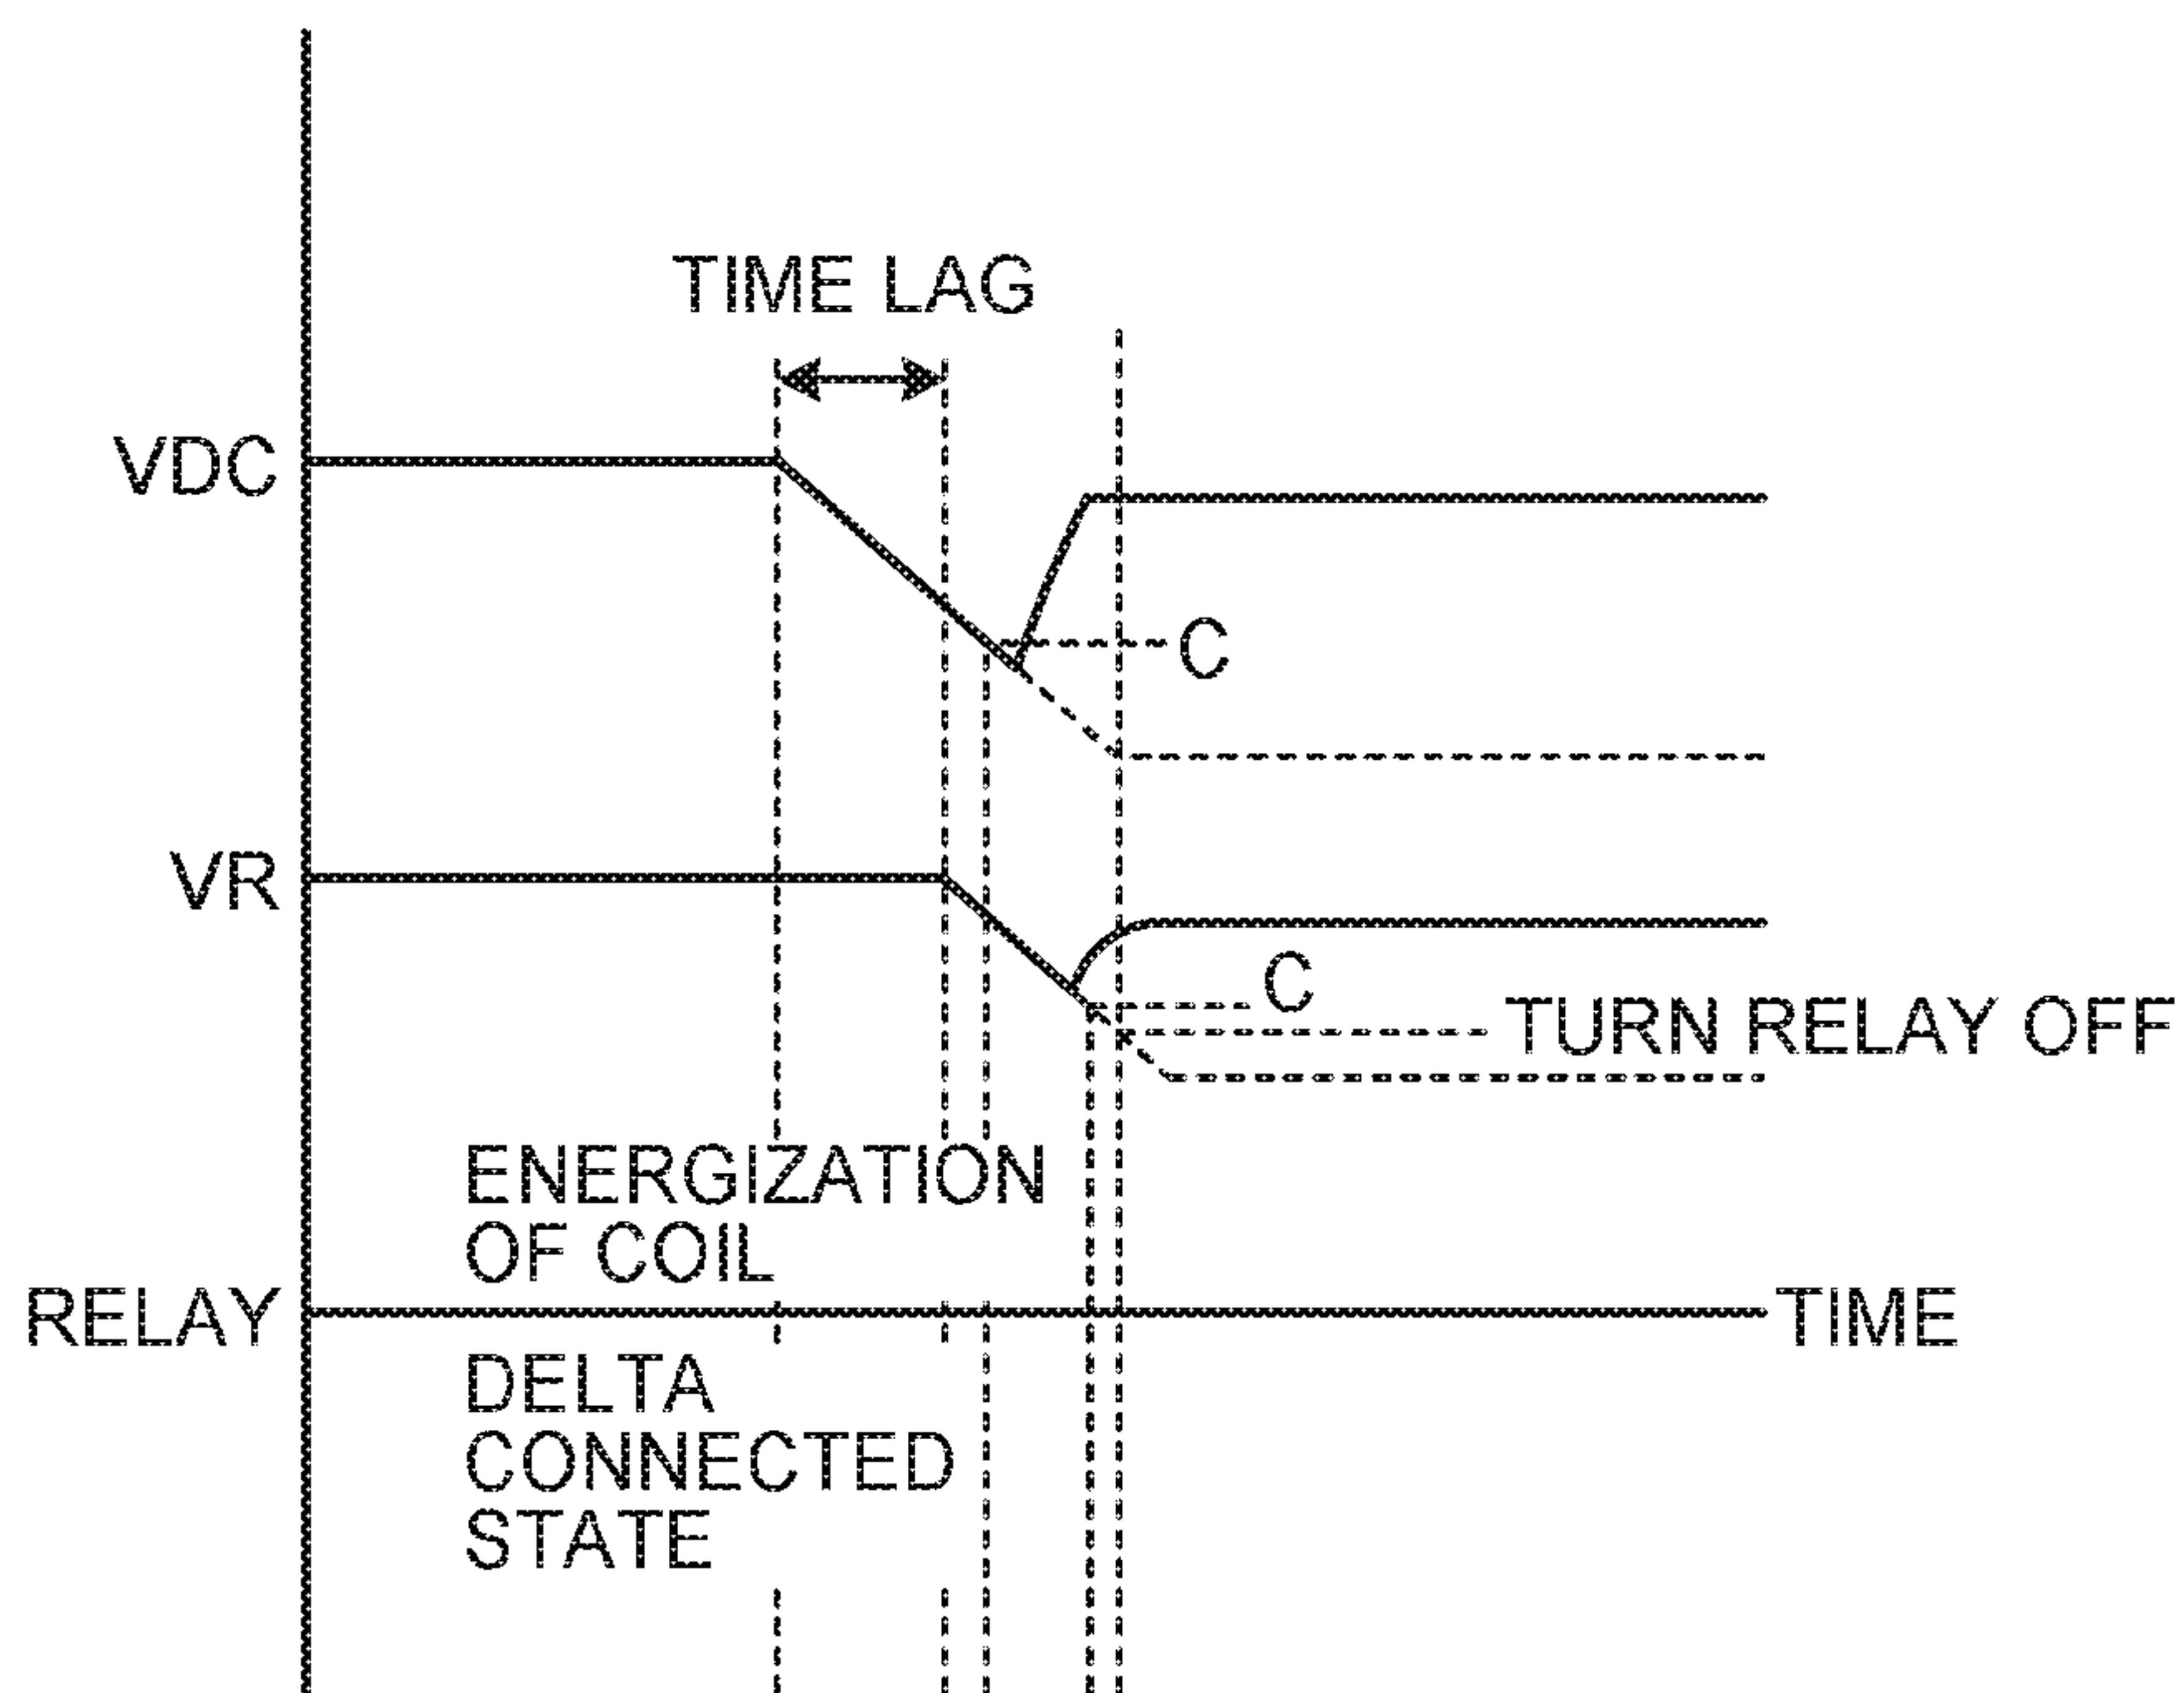 TIME LAG
VDC
C
VR
C
TURN RELAY OFF
ENERGIZATION
OF COIL
RELAY
TIME
DELTA
CONNECTED
STATE